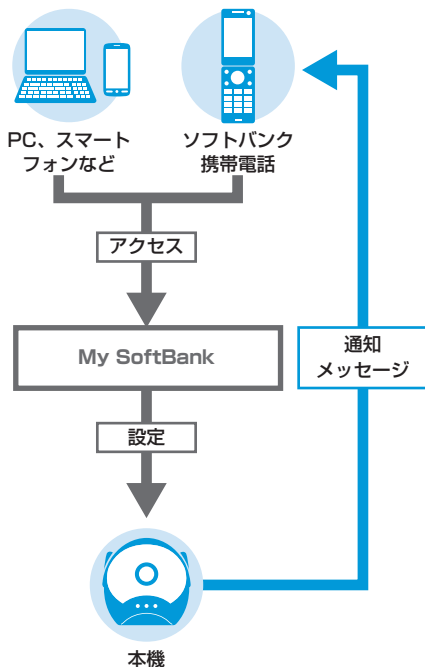 PC、スマート
フォンなど
ソフトバンク
携帯電話
アクセス
My SoftBank
通知
メッセージ
設定
本機